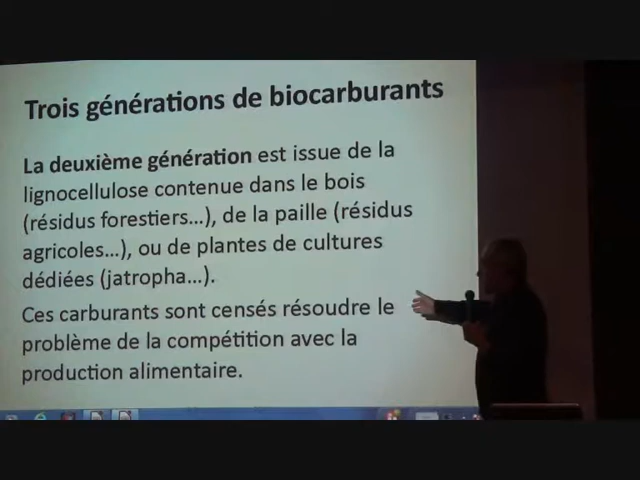 Trois générations de biocarburants
La deuxième génération est issue de la
lignocellulose contenue dans le bois
(résidus forestiers...), de la paille (résidus
agricoles...), ou de plantes de cultures
dédiées (jatropha...).
Ces carburants sont censés résoudre le
problème de la compétition avec la
production alimentaire.